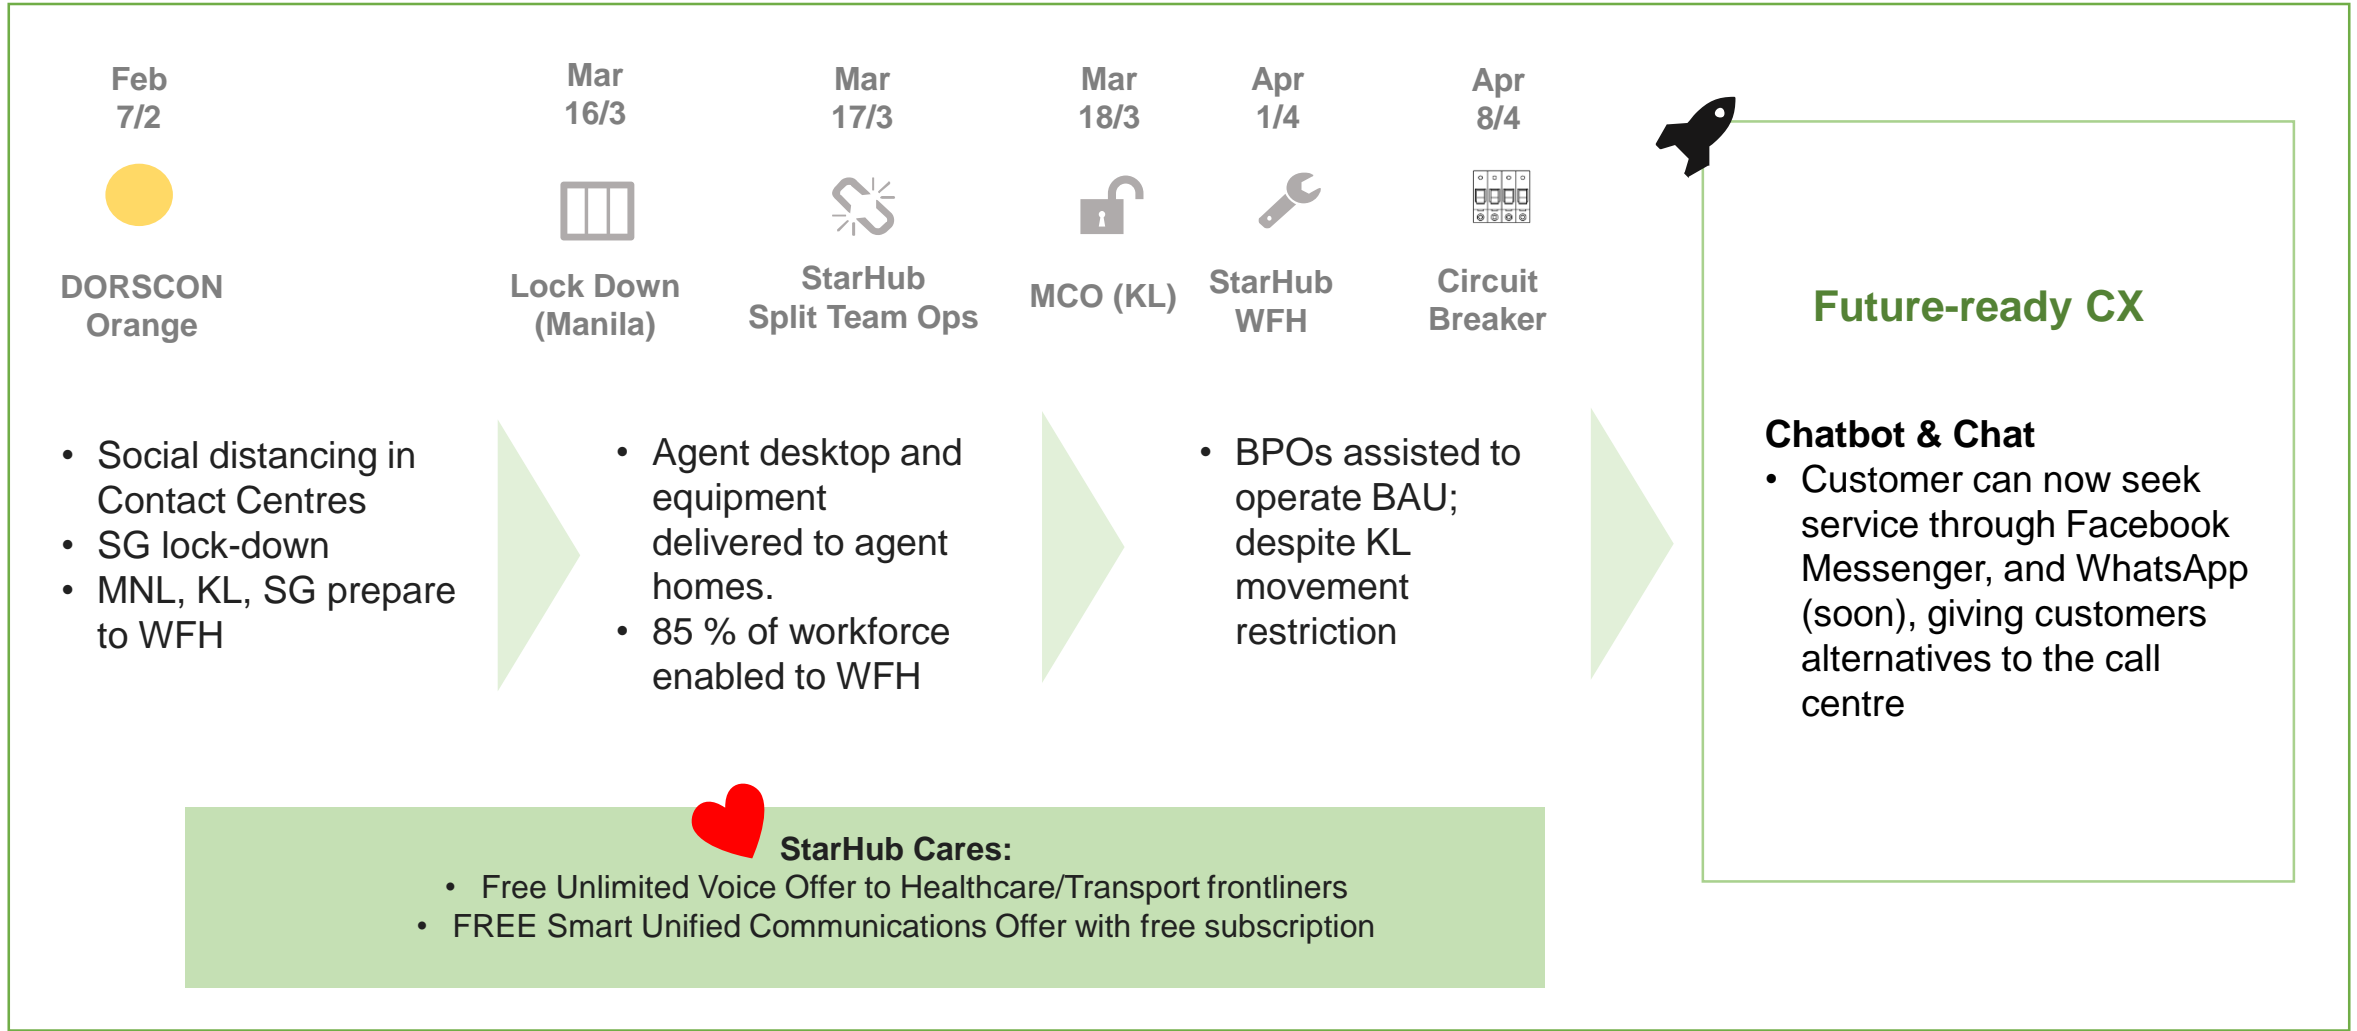 Feb
7/2
DORSCON
Orange
Mar
16/3
Lock Down
(Manila)
Mar
17/3
StarHub
Split Team Ops
Mar
18/3
MCO (KL)
Apr
1/4
StarHub
WFH
Apr
8/4
Circuit
Breaker
• Social distancing in
Contact Centres
• SG lock-down
• MNL, KL, SG prepare
to WFH
• Agent desktop and
equipment
delivered to agent
homes.
• 85 % of workforce
enabled to WFH
• BPOs assisted to
operate BAU;
despite KL
movement
restriction
Future-ready CX
Chatbot & Chat
• Customer can now seek
service through Facebook
Messenger, and WhatsApp
(soon), giving customers
alternatives to the call
centre
StarHub Cares:
• Free Unlimited Voice Offer to Healthcare/Transport frontliners
• FREE Smart Unified Communications Offer with free subscription